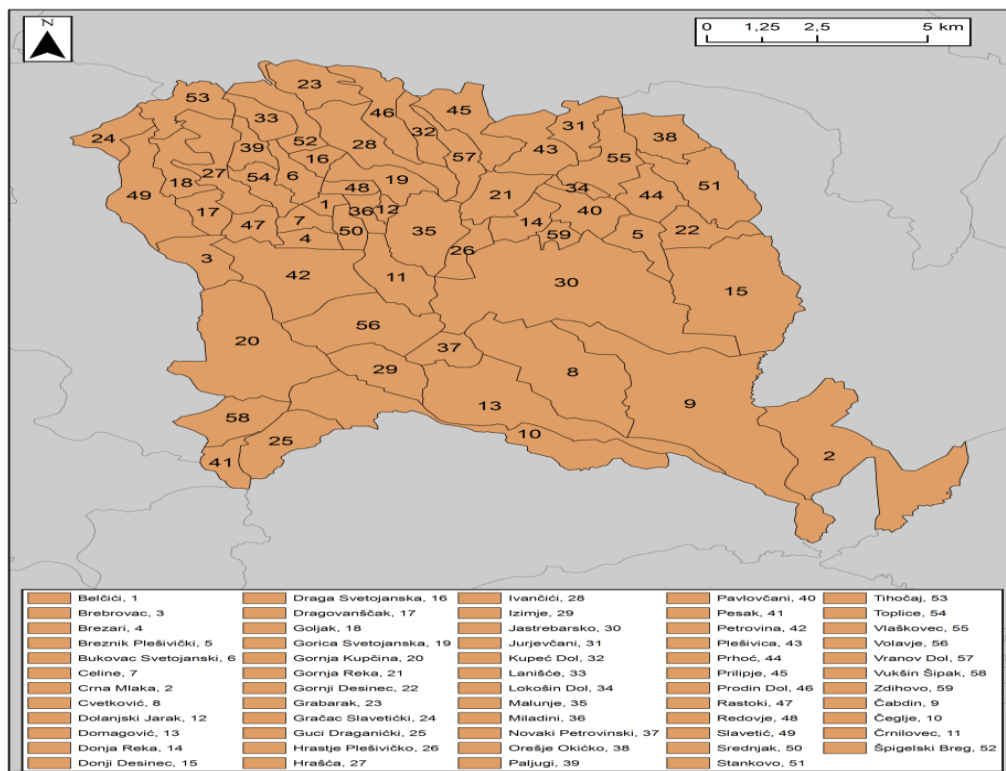 N
0 1,25 2,5 5 km
23
53
46
45
33
32
31
24
52
28
43
38
39
16
57
55
27
54
6
48
19
18
34
44
51
49
21
17
1
36
12
40
47
7
50
35
14
22
4
59
5
3
26
42
11
30
15
56
20
37
29
8
13
9
58
10
25
2
41
Belčići, 1
Brebrovac, 3
Brezari, 4
Breznik Plešivički, 5
Bukovac Svetojanski, 6
Celine, 7
Crna Mlaka, 2
Cvetković, 8
Dolanjski Jarak, 12
Domagović, 13
Donja Reka, 14
Donji Desinec, 15
Draga Svetojanska, 16
Dragovanščak, 17
Goljak, 18
Gorica Svetojanska, 19
Gornja Kupčina, 20
Gornja Reka, 21
Gornji Desinec, 22
Grabarak, 23
Gračac Slavetićki, 24
Guci Draganićki, 25
Hrastje Plešivičko, 26
Hrašća, 27
Ivančići, 28
Izimje, 29
Jastrebarsko, 30
Jurjevčani, 31
Kupeć Dol, 32
Lanišće, 33
Lokošin Dol, 34
Malunje, 35
Miladini, 36
Novaki Petrovinski, 37
Orešje Okićko, 38
Paljugi, 39
Pavlovčani, 40
Pesak, 41
Petrovina, 42
Plešivica, 43
Prhoć, 44
Prilipje, 45
Prodin Dol, 46
Rastoki, 47
Redovje, 48
Slavetić, 49
Srednjak, 50
Stankovo, 51
Tihočaj, 53
Toplice, 54
Vlaškovec, 55
Volavje, 56
Vranov Dol, 57
Vukšin Šipak, 58
Zdihovo, 59
Čabdin, 9
Čeglje, 10
Črnilovec, 11
Špigelski Breg, 52